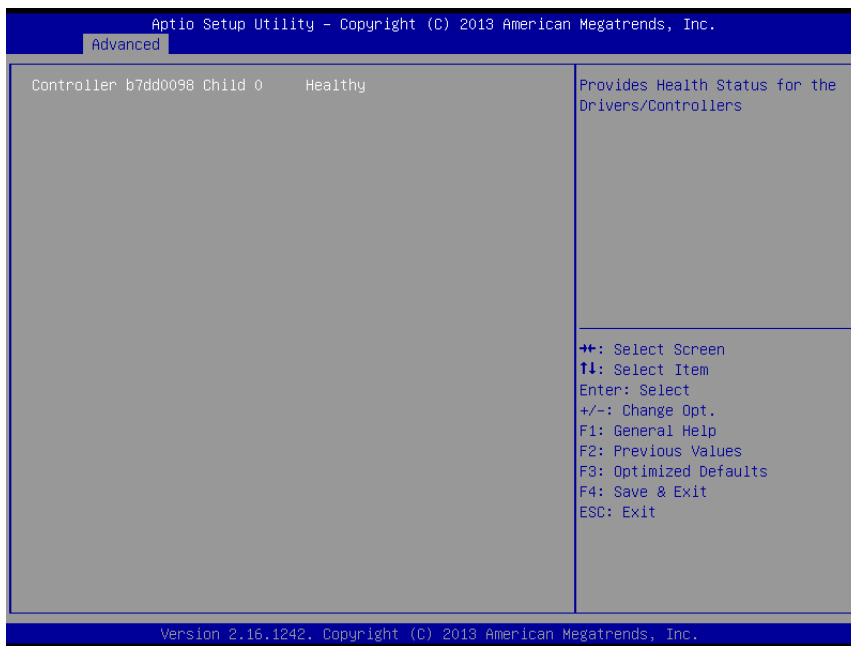 Aptio Setup Utility – Copyright (C) 2013 American Megatrends, Inc.
Advanced
Controller b7dd0098 Child 0 Healthy
Provides Health Status for the
Drivers/Controllers
→←: Select Screen
↑↓: Select Item
Enter: Select
+/-: Change Opt.
F1: General Help
F2: Previous Values
F3: Optimized Defaults
F4: Save & Exit
ESC: Exit
Version 2.16.1242. Copyright (C) 2013 American Megatrends, Inc.